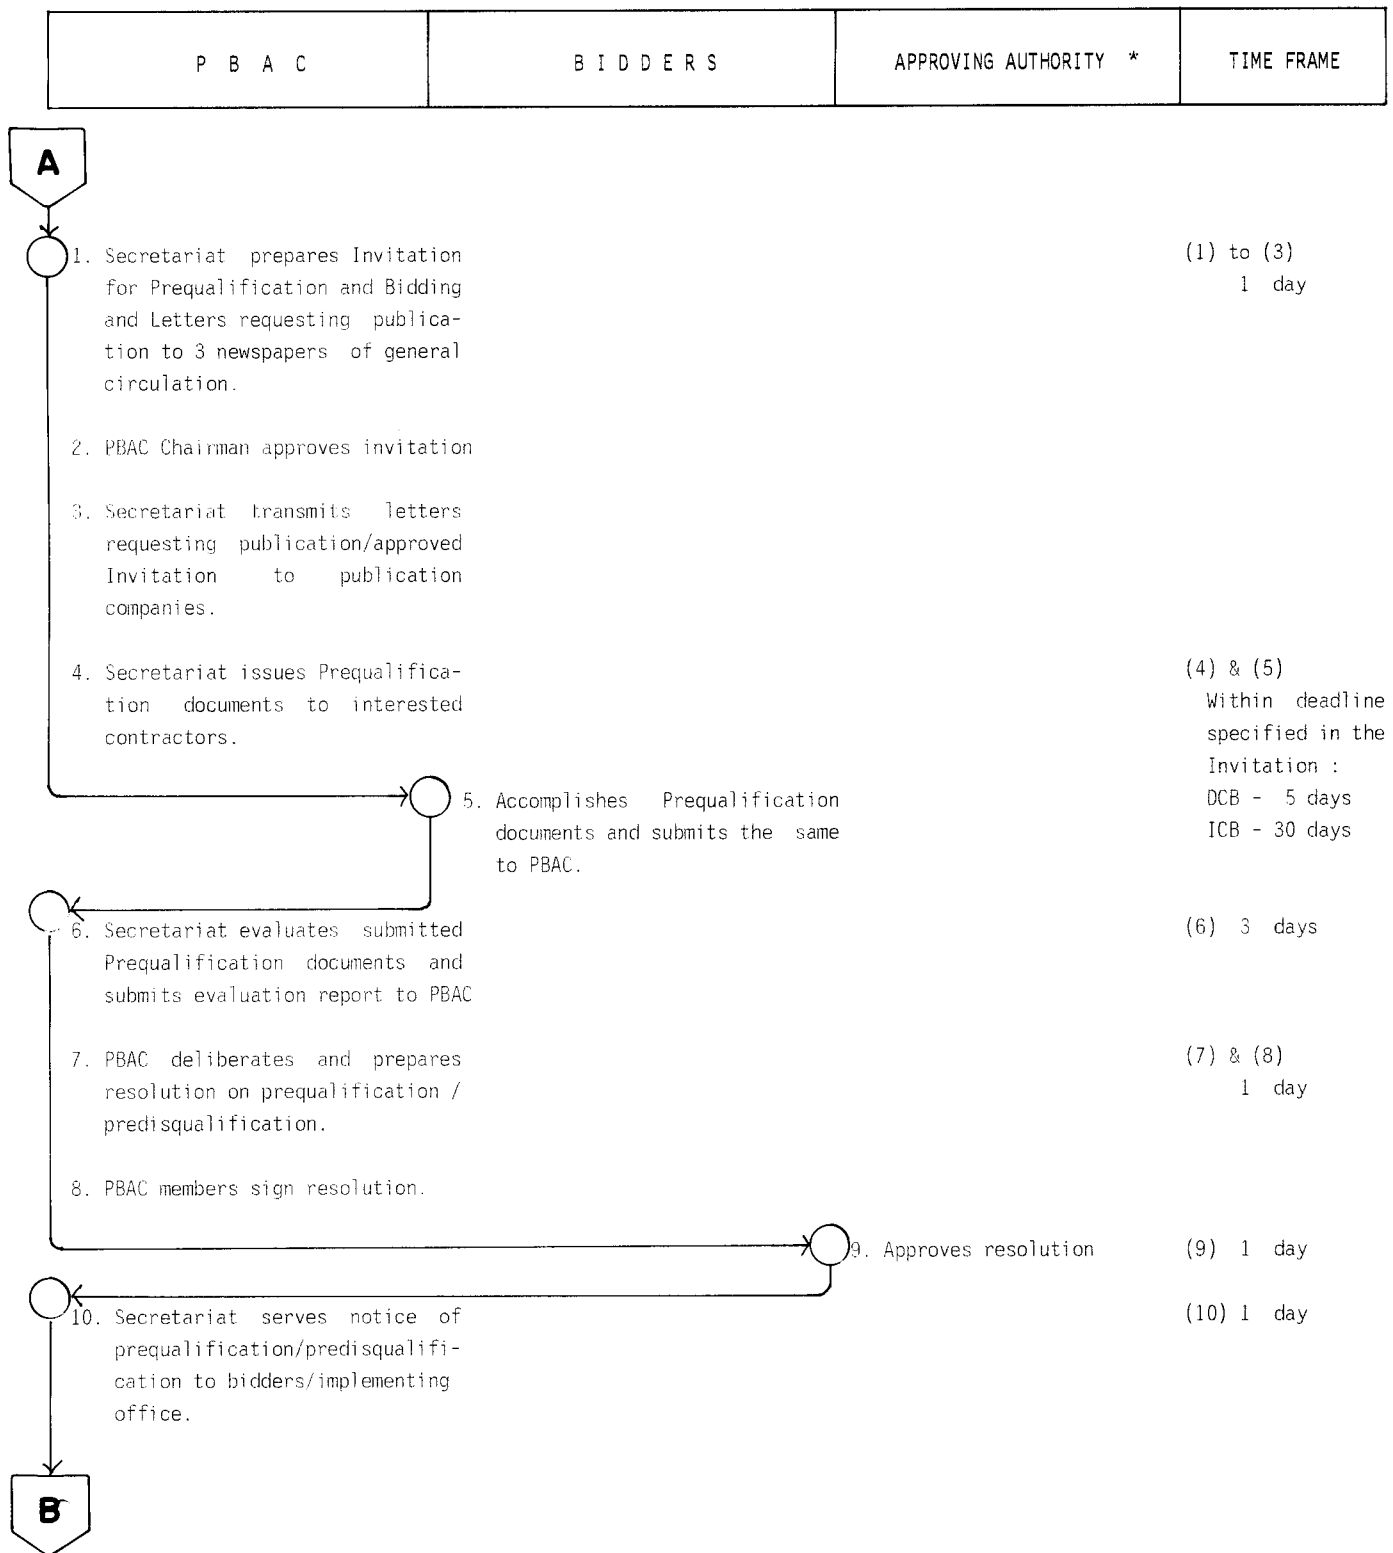 P B A C
B I D D E R S
APPROVING AUTHORITY *
TIME FRAME
A
1. Secretariat prepares Invitation
for Prequalification and Bidding
and Letters requesting publica-
tion to 3 newspapers of general
circulation.
(1) to (3)
1 day
2. PBAC Chairman approves invitation
3. Secretariat transmits letters
requesting publication/approved
Invitation to publication
companies.
4. Secretariat issues Prequalifica-
tion documents to interested
contractors.
(4) & (5)
Within deadline
specified in the
Invitation :
DCB - 5 days
ICB - 30 days
5. Accomplishes Prequalification
documents and submits the same
to PBAC.
6. Secretariat evaluates submitted
Prequalification documents and
submits evaluation report to PBAC
(6) 3 days
7. PBAC deliberates and prepares
resolution on prequalification /
predisqualification.
(7) & (8)
1 day
8. PBAC members sign resolution.
9. Approves resolution
(9) 1 day
10. Secretariat serves notice of
prequalification/predisqualifi-
cation to bidders/implementing
office.
(10) 1 day
B